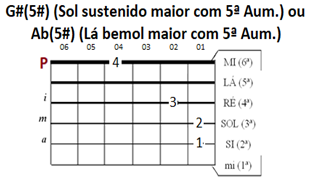 G#(5#) (Sol sustenido maior com 5ª Aum.) ou
Ab(5#) (Lá bemol maior com 5ª Aum.)
06 05 04 03 02 01
P 4 MI (6ª)
LÁ (5ª)
i 3 RÉ (4ª)
m 2 SOL (3ª)
a 1 SI (2ª)
mi (1ª)